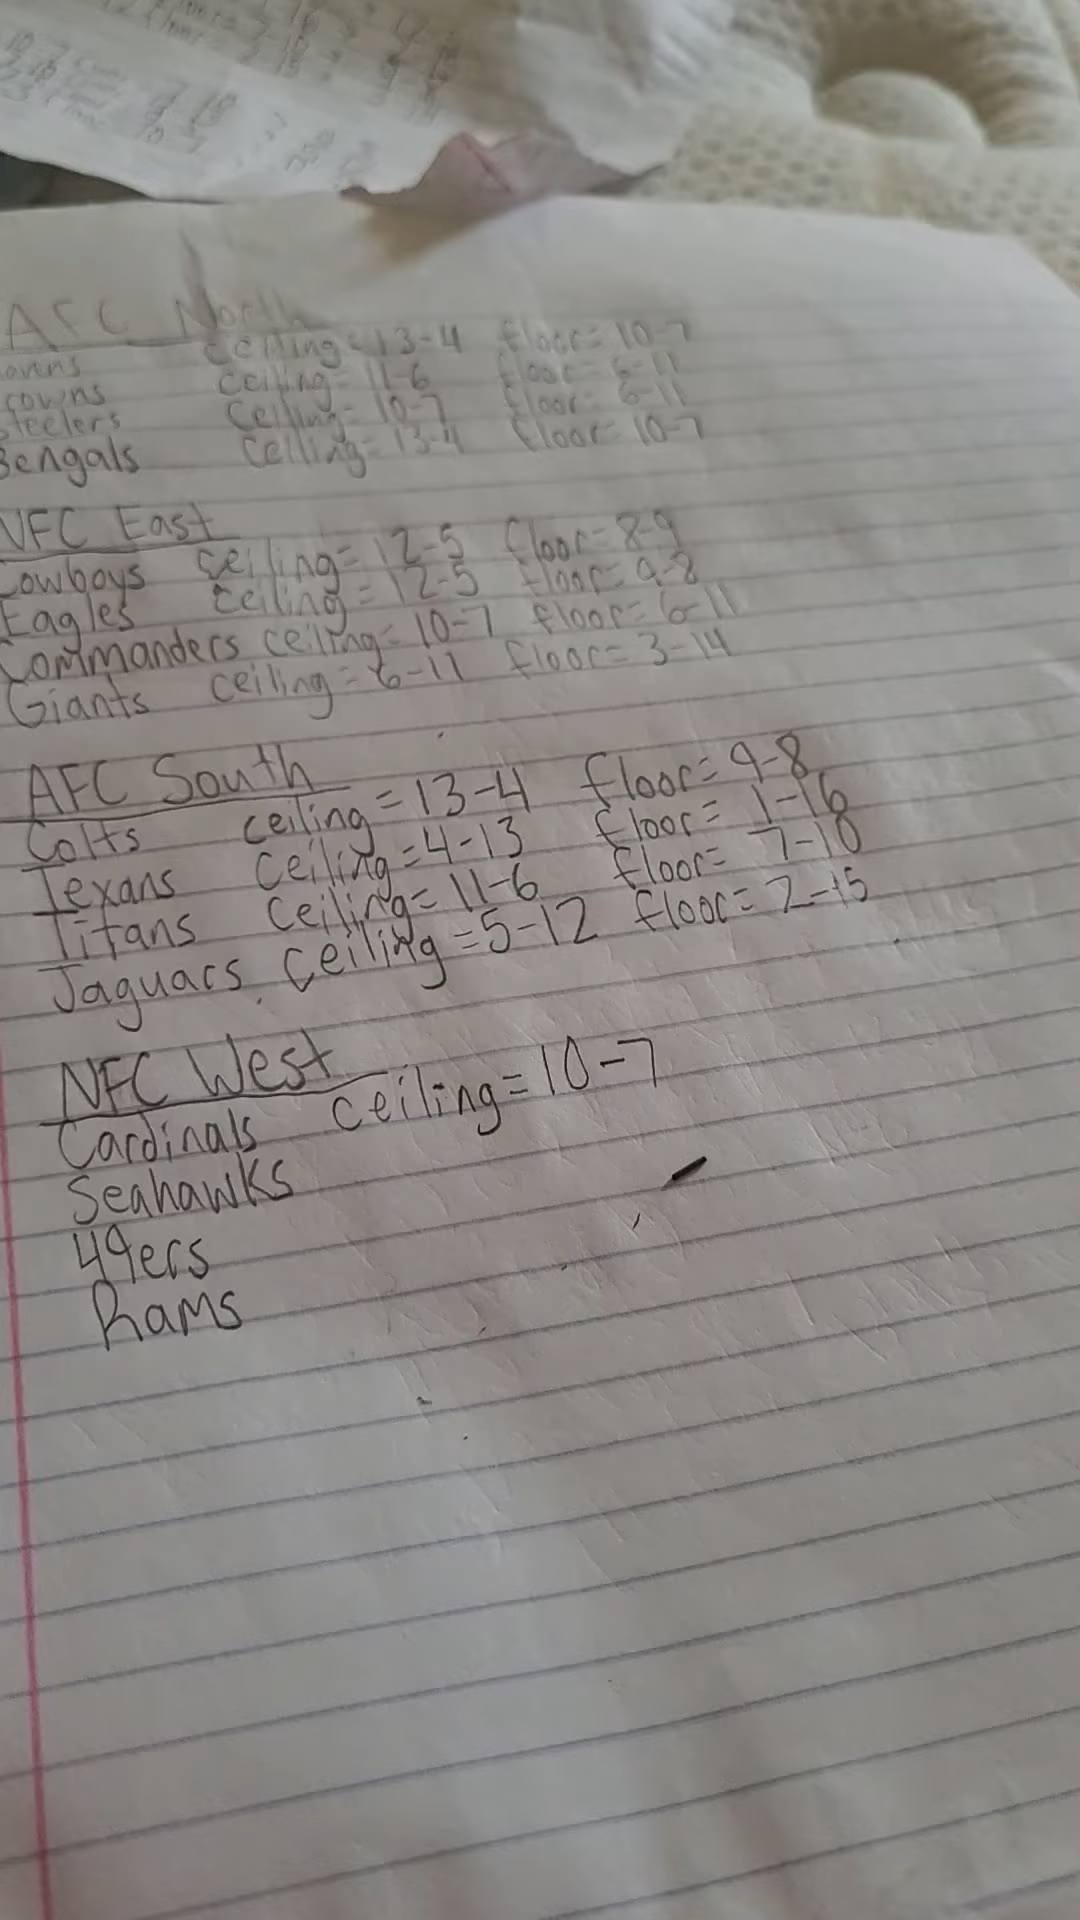 AFC North
avens ceiling=13-4 floor=10-7
rowns ceiling=11-6 floor=6-11
teelers ceiling=10-7 floor=6-11
Bengals ceiling=13-4 floor=10-7
NFC East
Cowboys ceiling=12-5 floor=8-9
Eagles ceiling=12-5 floor=9-8
Commanders ceiling=10-7 floor=6-11
Giants ceiling=6-11 floor=3-14
AFC South
Colts ceiling=13-4 floor=9-8
Texans ceiling=4-13 floor=1-16
Titans ceiling=11-6 floor=7-10
Jaguars ceiling=5-12 floor=2-15
NFC West
Cardinals ceiling=10-7
Seahawks
49ers
Rams